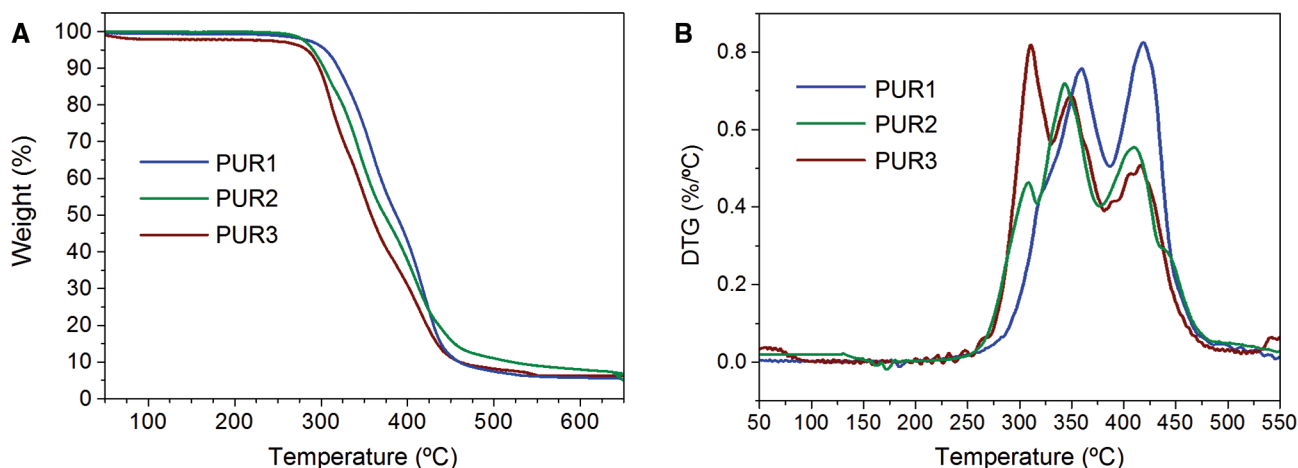 A
100
90
80
70
60
50
40
30
20
10
0
Weight (%)
PUR1
PUR2
PUR3
100 200 300 400 500 600
Temperature (ºC)
B
0.8
0.6
0.4
0.2
0.0
DTG (%/ºC)
PUR1
PUR2
PUR3
50 100 150 200 250 300 350 400 450 500 550
Temperature (ºC)